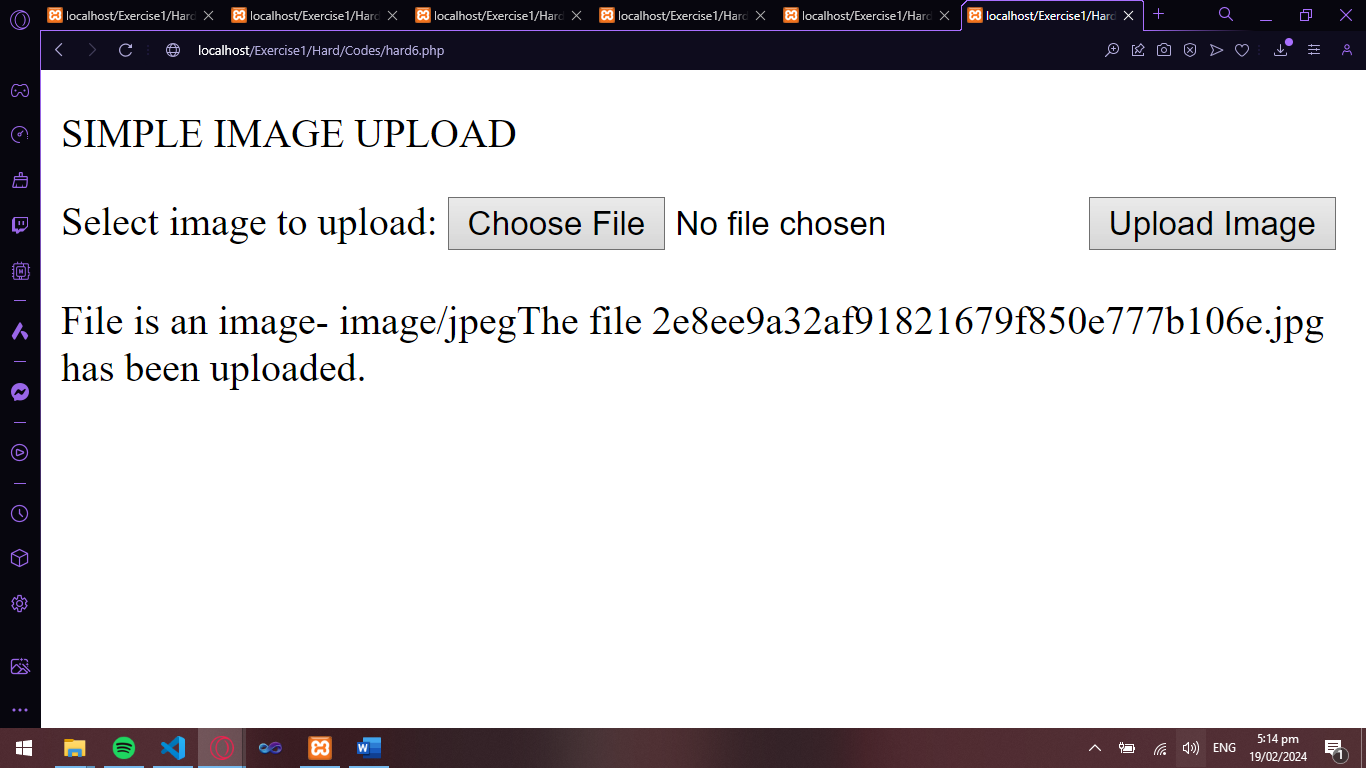 localhost/Exercise1/Hard localhost/Exercise1/Hard localhost/Exercise1/Hard localhost/Exercise1/Hard localhost/Exercise1/Hard localhost/Exercise1/Hard
localhost/Exercise1/Hard/Codes/hard6.php
SIMPLE IMAGE UPLOAD
Select image to upload: Choose File No file chosen Upload Image
File is an image- image/jpegThe file 2e8ee9a32af91821679f850e777b106e.jpg
has been uploaded.
ENG
5:14 pm
19/02/2024
1